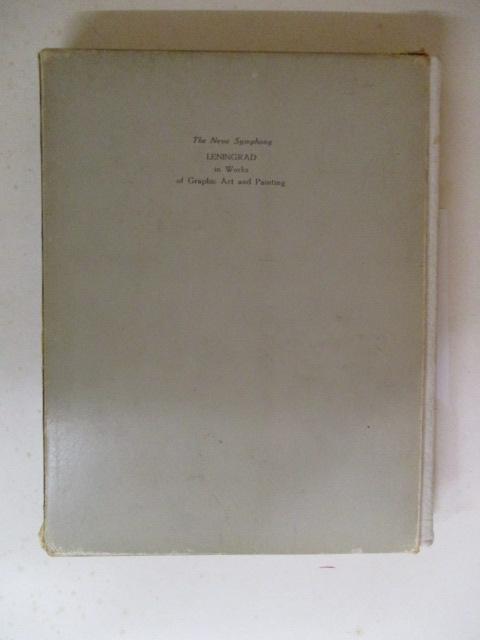 The Neva Symphony
LENINGRAD
in Works
of Graphic Art and Painting